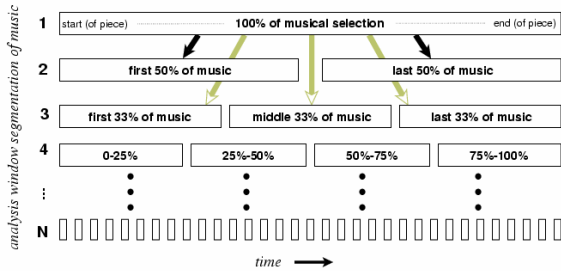 analysis window segmentation of music
1 start (of piece) 100% of musical selection end (of piece)
2 first 50% of music last 50% of music
3 first 33% of music middle 33% of music last 33% of music
4 0-25% 25%-50% 50%-75% 75%-100%
...
N
time